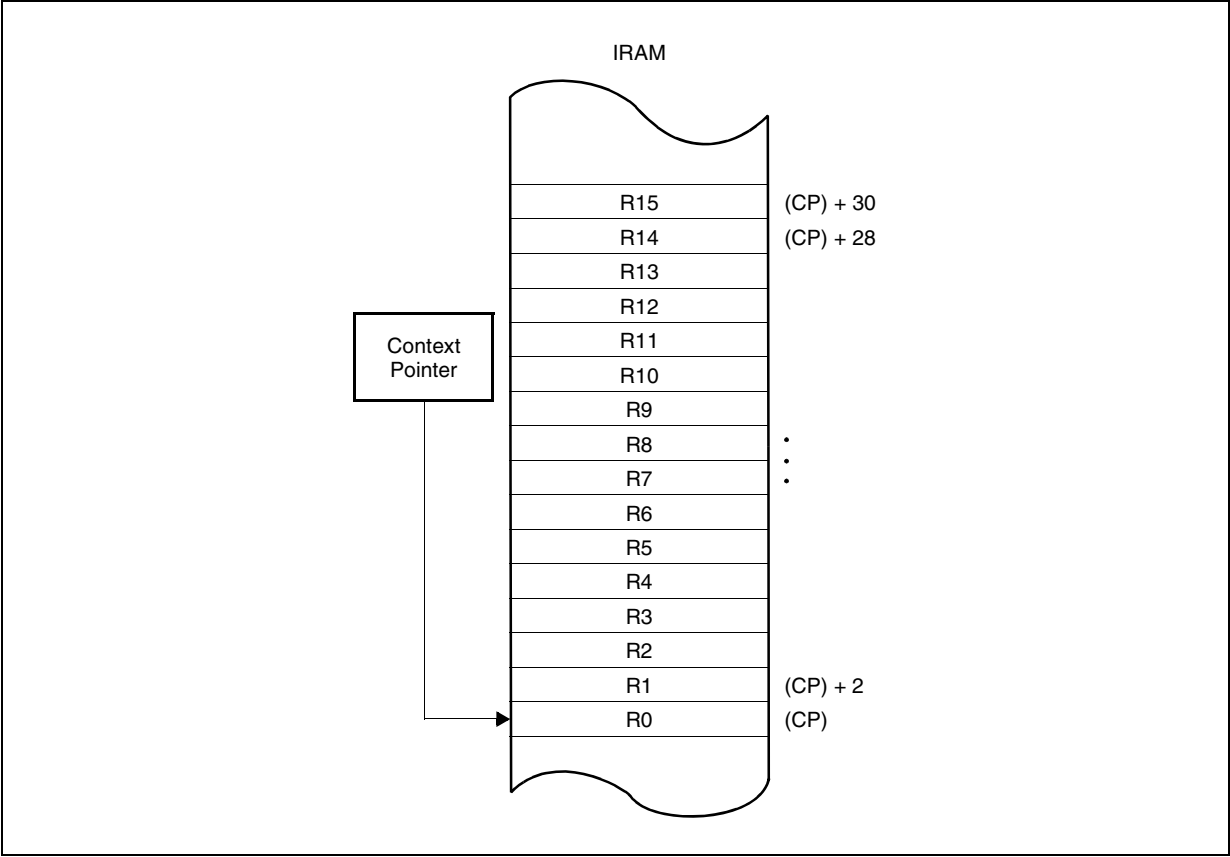 IRAM
R15 (CP) + 30
R14 (CP) + 28
R13
R12
Context
Pointer
R11
R10
R9
R8
R7
R6
R5
R4
R3
R2
R1 (CP) + 2
R0 (CP)